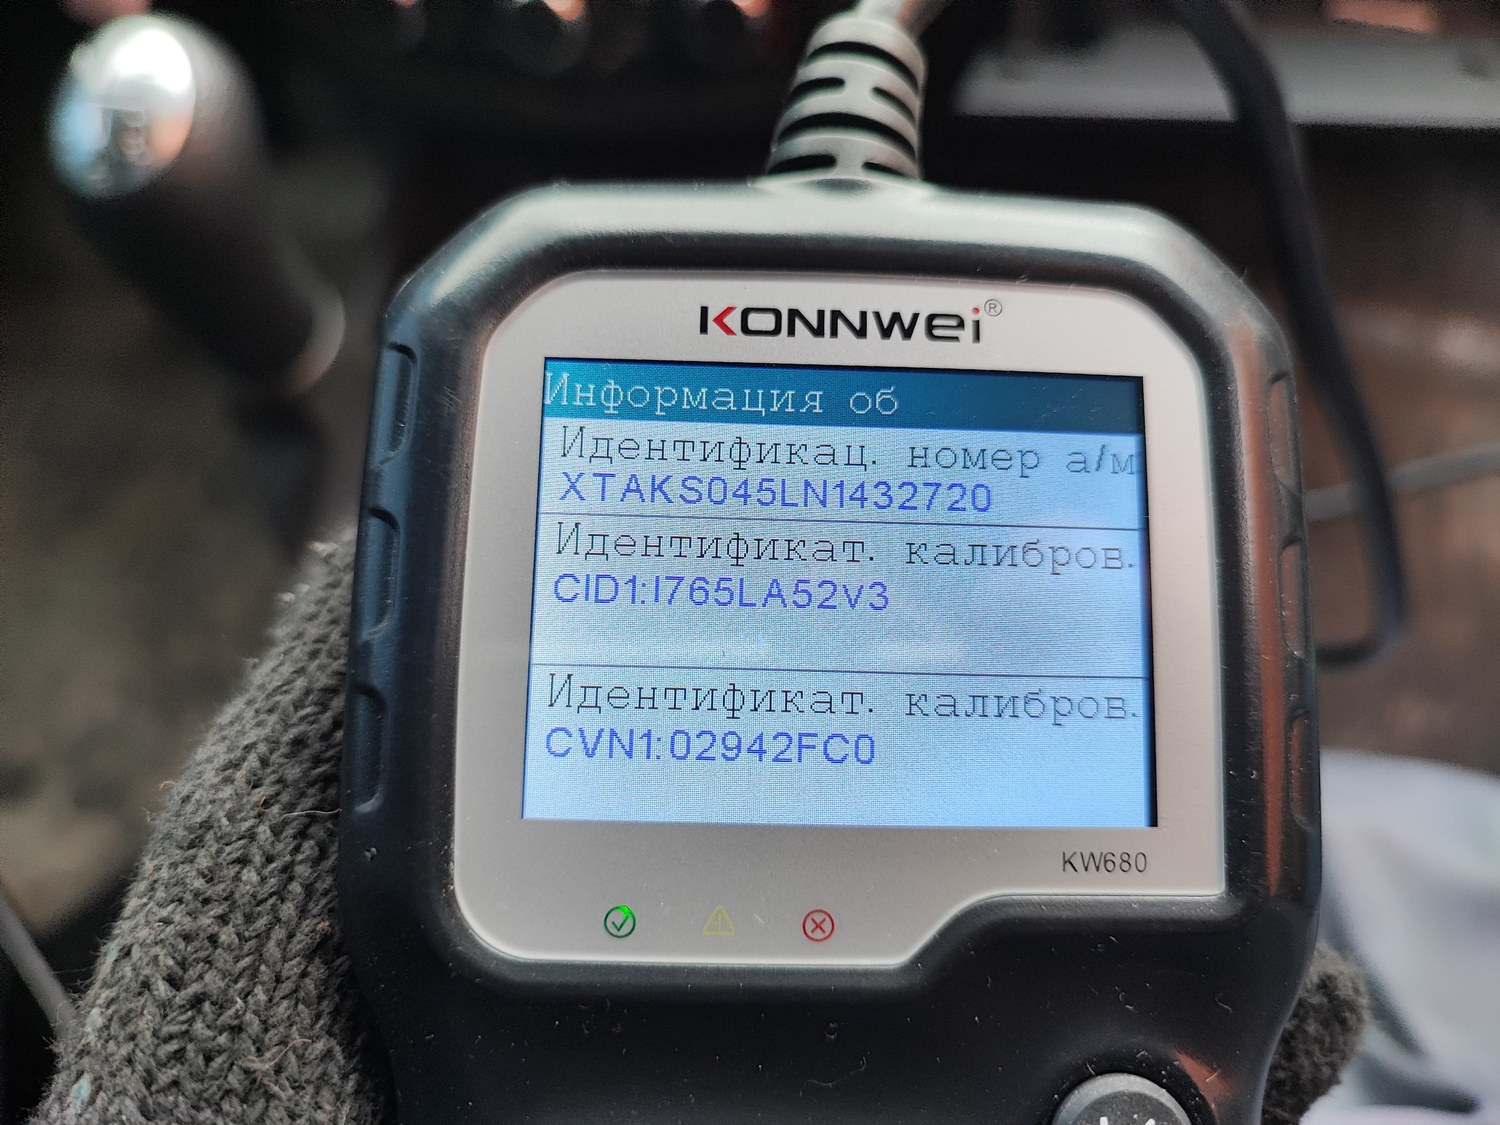 KONNWEI®
Информация об
Идентификац. номер а/м
XTAKS045LN1432720
Идентификат. калибров.
CID1:I765LA52v3
Идентификат. калибров.
CVN1:02942FC0
KW680